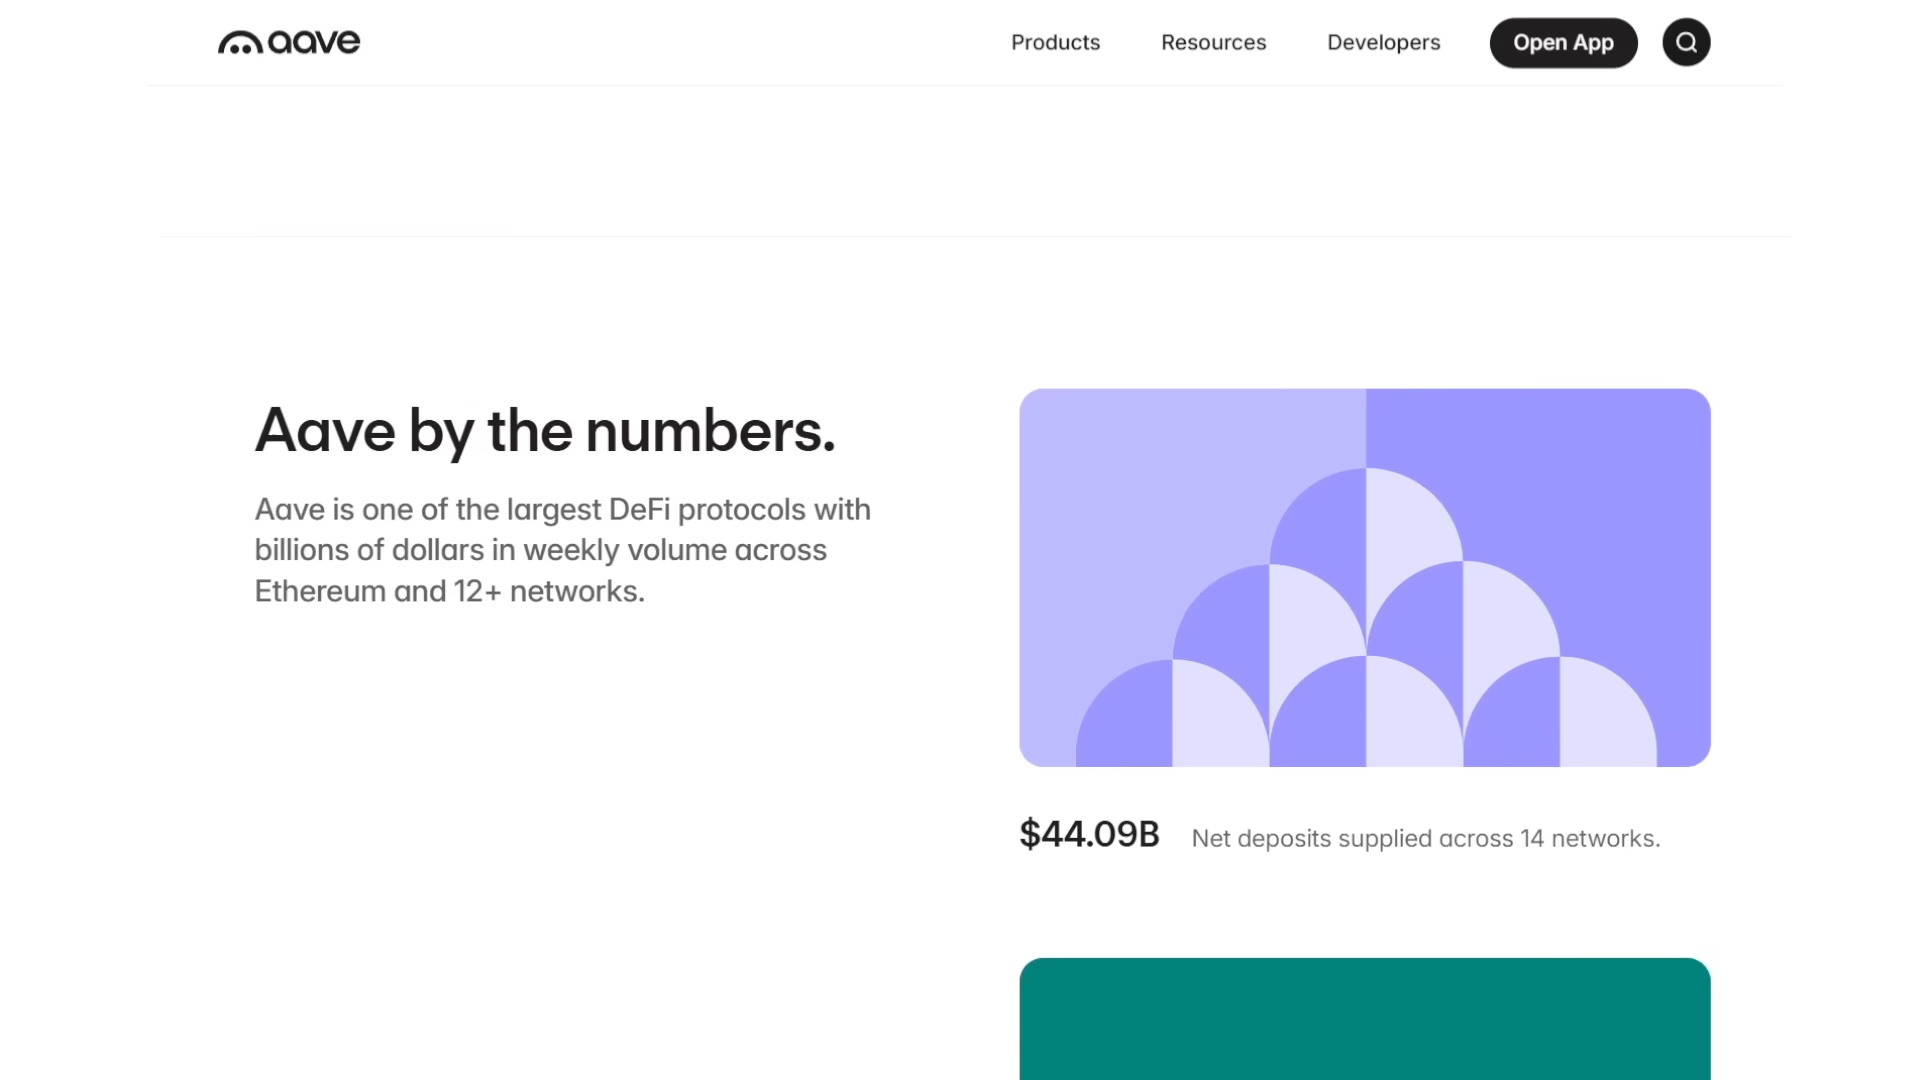 aave
Products
Resources
Developers
Open App
Aave by the numbers.
Aave is one of the largest DeFi protocols with
billions of dollars in weekly volume across
Ethereum and 12+ networks.
$44.09B
Net deposits supplied across 14 networks.